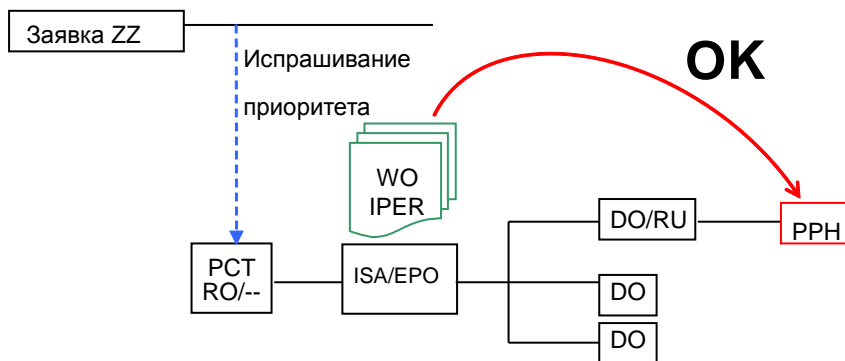 Заявка ZZ
Испрашивание
приоритета
OK
WO
IPER
DO/RU
PPH
PCT
RO/--
ISA/EPO
DO
DO